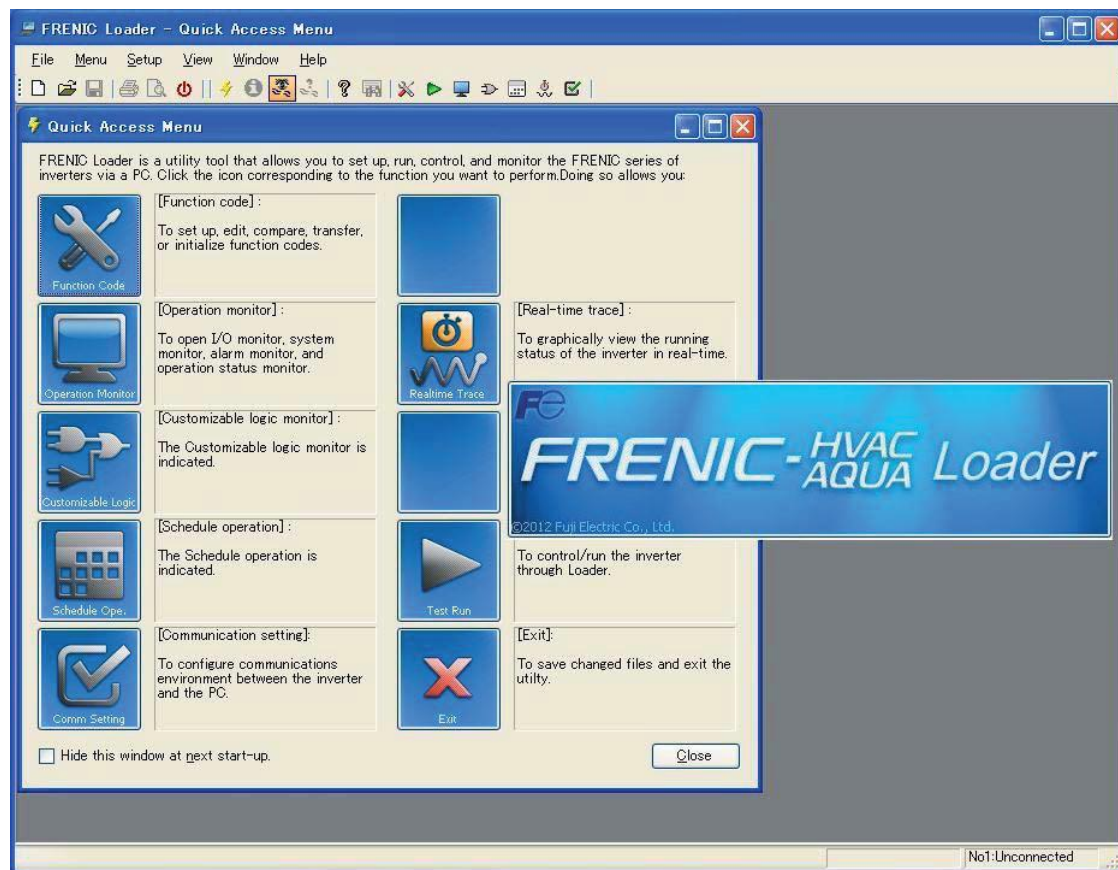 FRENIC Loader - Quick Access Menu
File Menu Setup View Window Help
Quick Access Menu
FRENIC Loader is a utility tool that allows you to set up, run, control, and monitor the FRENIC series of
inverters via a PC. Click the icon corresponding to the function you want to perform.Doing so allows you:
Function Code
[Function code] :
To set up, edit, compare, transfer,
or initialize function codes.
Operation Monitor
[Operation monitor] :
To open I/O monitor, system
monitor, alarm monitor, and
operation status monitor.
Realtime Trace
[Real-time trace] :
To graphically view the running
status of the inverter in real-time.
Customizable Logic
[Customizable logic monitor] :
The Customizable logic monitor is
indicated.
Fe
FRENIC-HVAC
AQUA Loader
©2012 Fuji Electric Co., Ltd.
Schedule Ope.
[Schedule operation] :
The Schedule operation is
indicated.
Test Run
To control/run the inverter
through Loader.
Comm Setting
[Communication setting]:
To configure communications
environment between the inverter
and the PC.
Exit
[Exit]:
To save changed files and exit the
utilty.
Hide this window at next start-up.
Close
No1:Unconnected